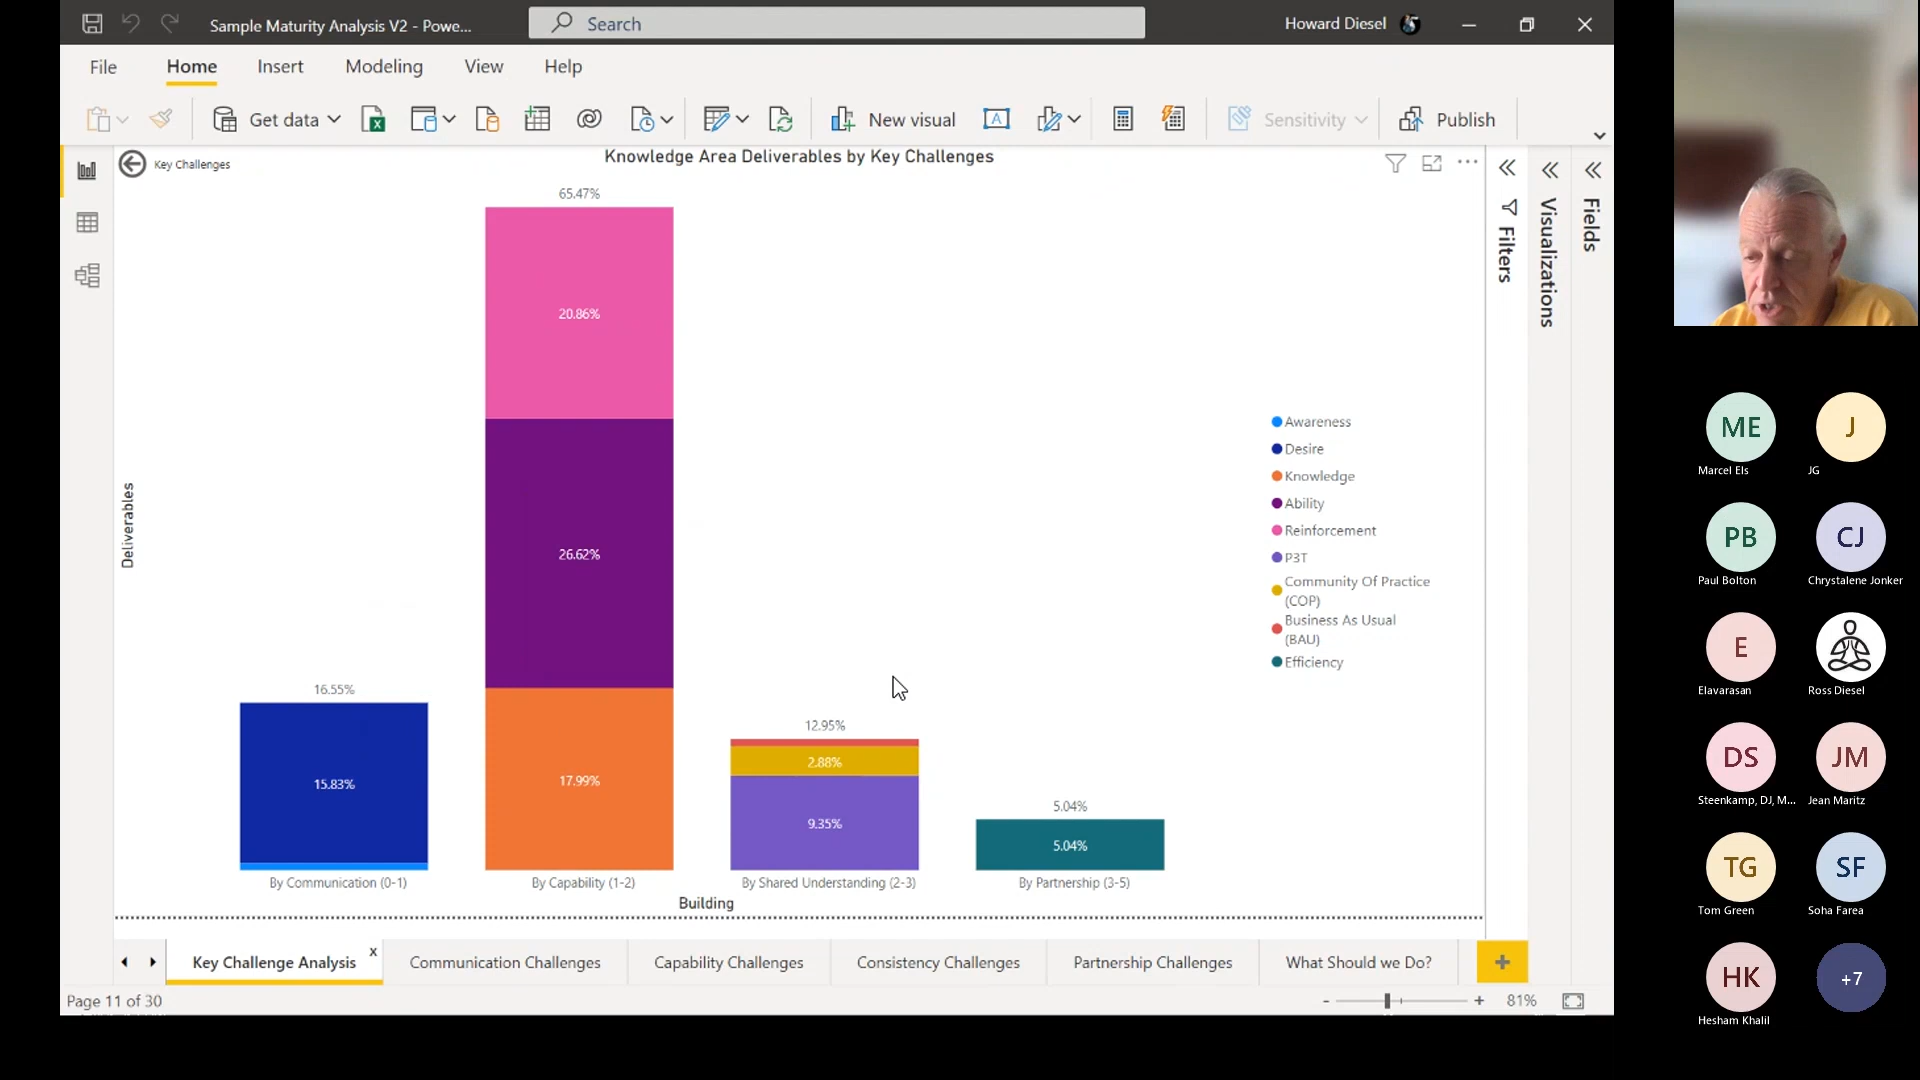 Sample Maturity Analysis V2 - Powe...
Search
Howard Diesel
File
Home
Insert
Modeling
View
Help
Get data
New visual
Sensitivity
Publish
Key Challenges
Knowledge Area Deliverables by Key Challenges
Filters
Visualizations
Fields
65.47%
20.86%
26.62%
17.99%
16.55%
15.83%
12.95%
2.88%
9.35%
5.04%
5.04%
Deliverables
By Communication (0-1)
By Capability (1-2)
By Shared Understanding (2-3)
By Partnership (3-5)
Building
Awareness
Desire
Knowledge
Ability
Reinforcement
P3T
Community Of Practice
(COP)
Business As Usual
(BAU)
Efficiency
Key Challenge Analysis
x
Communication Challenges
Capability Challenges
Consistency Challenges
Partnership Challenges
What Should we Do?
Page 11 of 30
81%
ME
Marcel Els
J
JG
PB
Paul Bolton
CJ
Chrystalene Jonker
E
Elavarasan
Ross Diesel
DS
Steenkamp, DJ, M...
JM
Jean Maritz
TG
Tom Green
SF
Soha Farea
HK
Hesham Khalil
+7